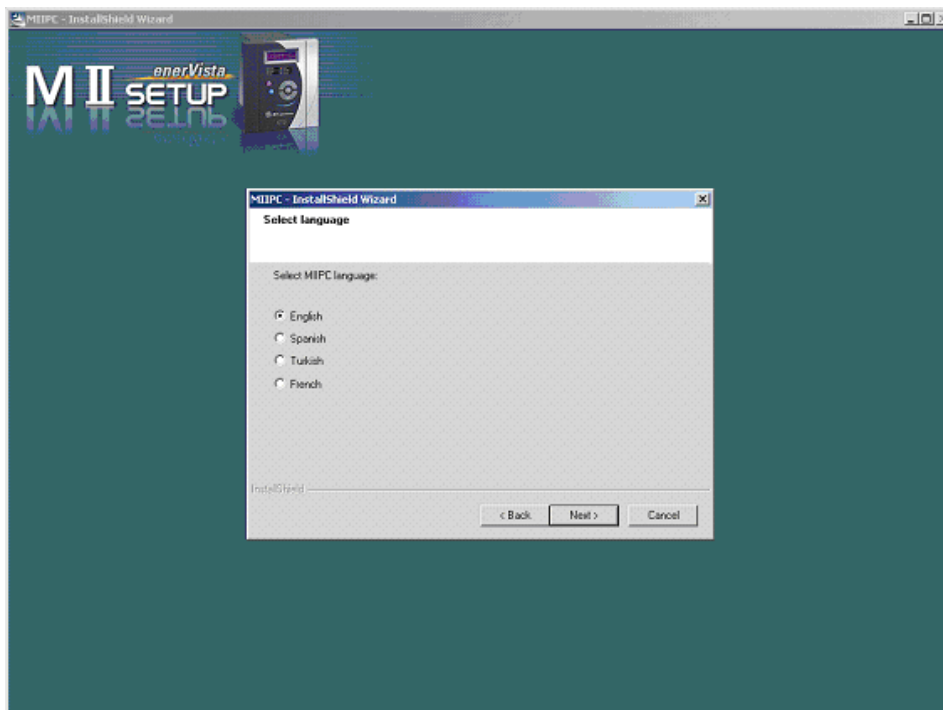 MIIPC - InstallShield Wizard
enerVista
M II SETUP
MIIPC - InstallShield Wizard
Select language
Select MIIPC language:
English
Spanish
Turkish
French
InstallShield
< Back
Next >
Cancel